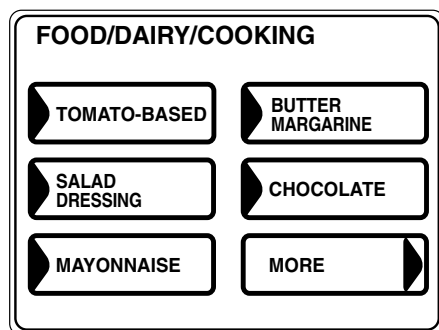 FOOD/DAIRY/COOKING
TOMATO-BASED
BUTTER
MARGARINE
SALAD
DRESSING
CHOCOLATE
MAYONNAISE
MORE